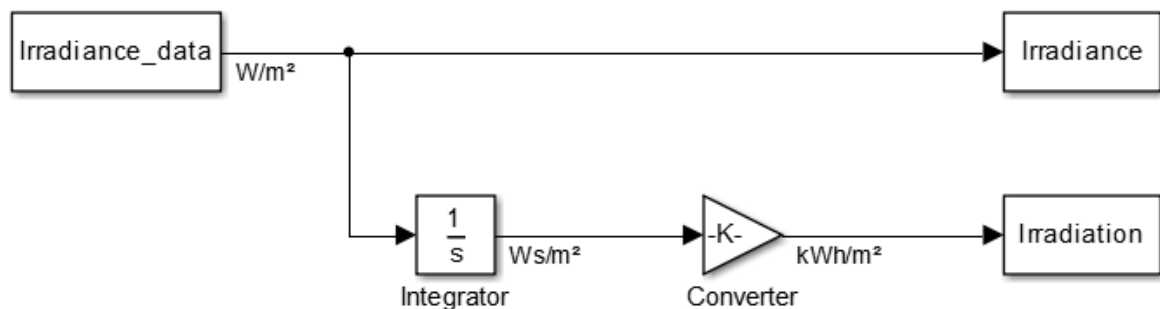 Irradiance_data
W/m²
Irradiance
1
s
Integrator
Ws/m²
-K-
Converter
kWh/m²
Irradiation